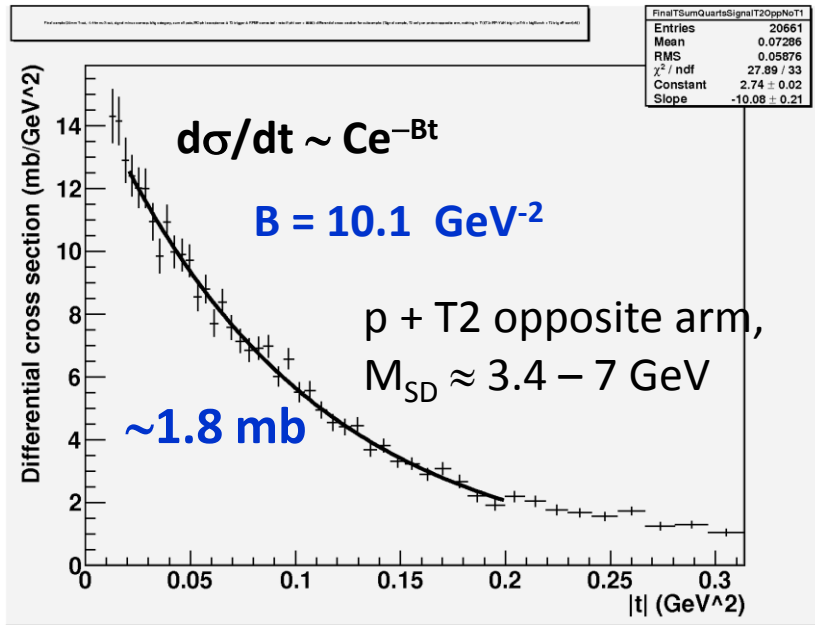 FinalTSumQuartsSignalT2OppNoT1
Entries 20661
Mean 0.07286
RMS 0.05876
χ² / ndf 27.89 / 33
Constant 2.74 ± 0.02
Slope -10.08 ± 0.21
Differential cross section (mb/GeV^2)
14
12
10
8
6
4
2
0
dσ/dt ~ Ce^–Bt
B = 10.1 GeV^-2
p + T2 opposite arm,
M_SD ≈ 3.4 – 7 GeV
~1.8 mb
0 0.05 0.1 0.15 0.2 0.25 0.3
|t| (GeV^2)